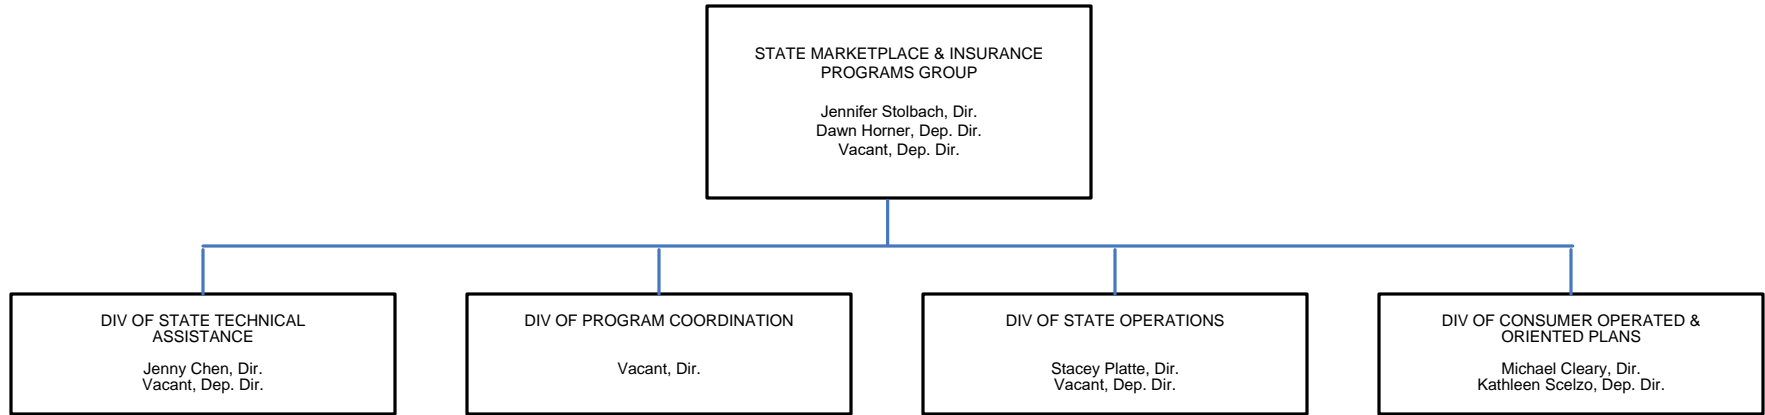 STATE MARKETPLACE & INSURANCE
PROGRAMS GROUP
Jennifer Stolbach, Dir.
Dawn Horner, Dep. Dir.
Vacant, Dep. Dir.
DIV OF STATE TECHNICAL
ASSISTANCE
Jenny Chen, Dir.
Vacant, Dep. Dir.
DIV OF PROGRAM COORDINATION
Vacant, Dir.
DIV OF STATE OPERATIONS
Stacey Platte, Dir.
Vacant, Dep. Dir.
DIV OF CONSUMER OPERATED &
ORIENTED PLANS
Michael Cleary, Dir.
Kathleen Scelzo, Dep. Dir.